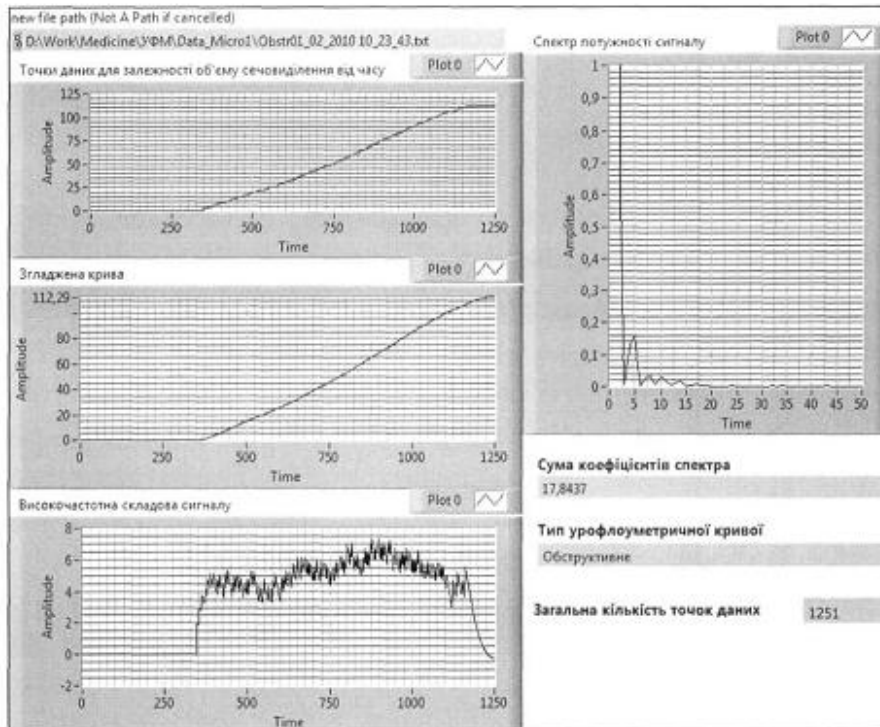 new file path (Not A Path if cancelled)
D:\Work\Medicine\УФМ\Data_Micro1\Obstr01_02_2010 10_23_43.txt
Точки даних для залежності об'єму сечовиділення від часу
Plot 0
125
100
75
50
25
0
Amplitude
0 250 500 750 1000 1250
Time
Згладжена крива
Plot 0
112,29
80
60
40
20
0
Amplitude
0 250 500 750 1000 1250
Time
Високочастотна складова сигналу
Plot 0
8
6
4
2
0
-2
Amplitude
0 250 500 750 1000 1250
Time
Спектр потужності сигналу
Plot 0
1
0,9
0,8
0,7
0,6
0,5
0,4
0,3
0,2
0,1
0
Amplitude
0 5 10 15 20 25 30 35 40 45 50
Time
Сума коефіцієнтів спектра
17,8437
Тип урофлоуметричної кривої
Обструктивне
Загальна кількість точок даних
1251